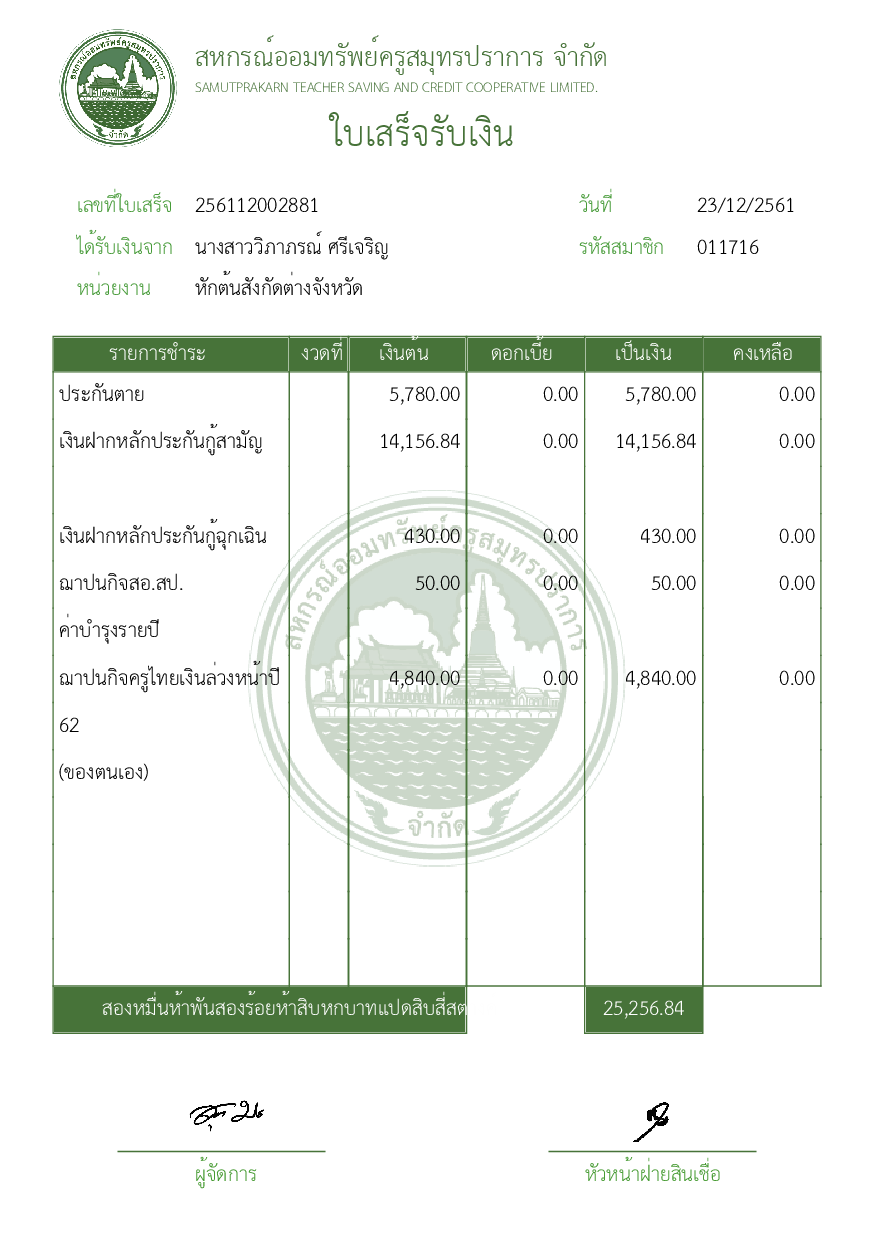 สหกรณ์ออมทรัพย์ครูสมุทรปราการ จำกัด
SAMUTPRAKARN TEACHER SAVING AND CREDIT COOPERATIVE LIMITED.
ใบเสร็จรับเงิน
เลขที่ใบเสร็จ 256112002881 วันที่ 23/12/2561
ได้รับเงินจาก นางสาววิภาภรณ์ ศรีเจริญ รหัสสมาชิก 011716
หน่วยงาน หักต้นสังกัดต่างจังหวัด
รายการชำระ งวดที่ เงินต้น ดอกเบี้ย เป็นเงิน คงเหลือ
ประกันตาย 5,780.00 0.00 5,780.00 0.00
เงินฝากหลักประกันกู้สามัญ 14,156.84 0.00 14,156.84 0.00
เงินฝากหลักประกันกู้ฉุกเฉิน 430.00 0.00 430.00 0.00
ฌาปนกิจสอ.สป. 50.00 0.00 50.00 0.00
ค่าบำรุงรายปี
ฌาปนกิจครูไทยเงินล่วงหน้าปี 4,840.00 0.00 4,840.00 0.00
62
(ของตนเอง)
สหกรณ์ออมทรัพย์ครูสมุทรปราการ
จำกัด
สองหมื่นห้าพันสองร้อยห้าสิบหกบาทแปดสิบสี่สต 25,256.84
ผู้จัดการ หัวหน้าฝ่ายสินเชื่อ